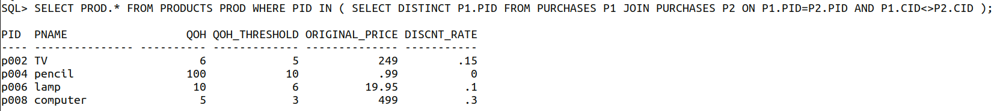 SQL> SELECT PROD.* FROM PRODUCTS PROD WHERE PID IN ( SELECT DISTINCT P1.PID FROM PURCHASES P1 JOIN PURCHASES P2 ON P1.PID=P2.PID AND P1.CID<>P2.CID );
PID  PNAME                  QOH QOH_THRESHOLD ORIGINAL_PRICE DISCNT_RATE
---- --------------- ---------- ------------- -------------- -----------
p002 TV                       6             5            249         .15
p004 pencil                 100            10            .99           0
p006 lamp                    10             6          19.95          .1
p008 computer                 5             3            499          .3